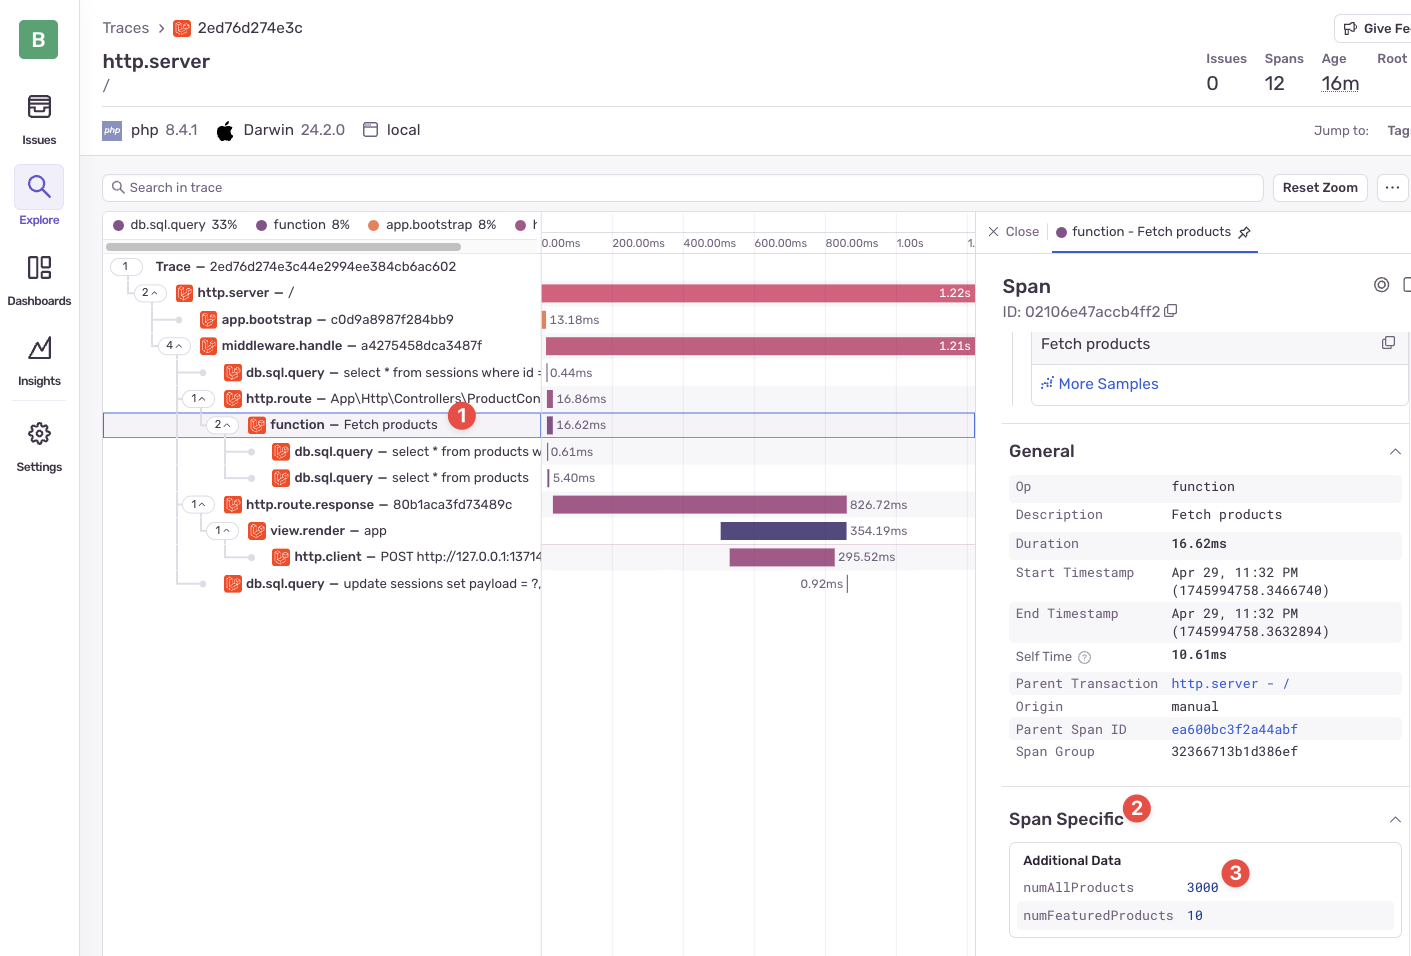 B
Issues
Explore
Dashboards
Insights
Settings
Traces > 2ed76d274e3c
Give Fe
http.server
/
Issues Spans Age Root
0 12 16m
php php 8.4.1 Darwin 24.2.0 local
Jump to: Tag
Search in trace
Reset Zoom
...
db.sql.query 33% function 8% app.bootstrap 8% h
0.00ms 200.00ms 400.00ms 600.00ms 800.00ms 1.00s 1.
1 Trace — 2ed76d274e3c44e2994ee384cb6ac602
2 http.server — / 1.22s
app.bootstrap — c0d9a8987f284bb9 13.18ms
4 middleware.handle — a4275458dca3487f 1.21s
db.sql.query — select * from sessions where id = 0.44ms
1 http.route — App\Http\Controllers\ProductCon 16.86ms
1
2 function — Fetch products 16.62ms
db.sql.query — select * from products w 0.61ms
db.sql.query — select * from products 5.40ms
1 http.route.response — 80b1aca3fd73489c 826.72ms
1 view.render — app 354.19ms
http.client — POST http://127.0.0.1:13714 295.52ms
db.sql.query — update sessions set payload = ?, 0.92ms
Close function - Fetch products
Span
ID: 02106e47accb4ff2
Fetch products
More Samples
General
Op function
Description Fetch products
Duration 16.62ms
Start Timestamp Apr 29, 11:32 PM
(1745994758.3466740)
End Timestamp Apr 29, 11:32 PM
(1745994758.3632894)
Self Time ? 10.61ms
Parent Transaction http.server - /
Origin manual
Parent Span ID ea600bc3f2a44abf
Span Group 32366713b1d386ef
Span Specific 2
Additional Data
numAllProducts 3000 3
numFeaturedProducts 10